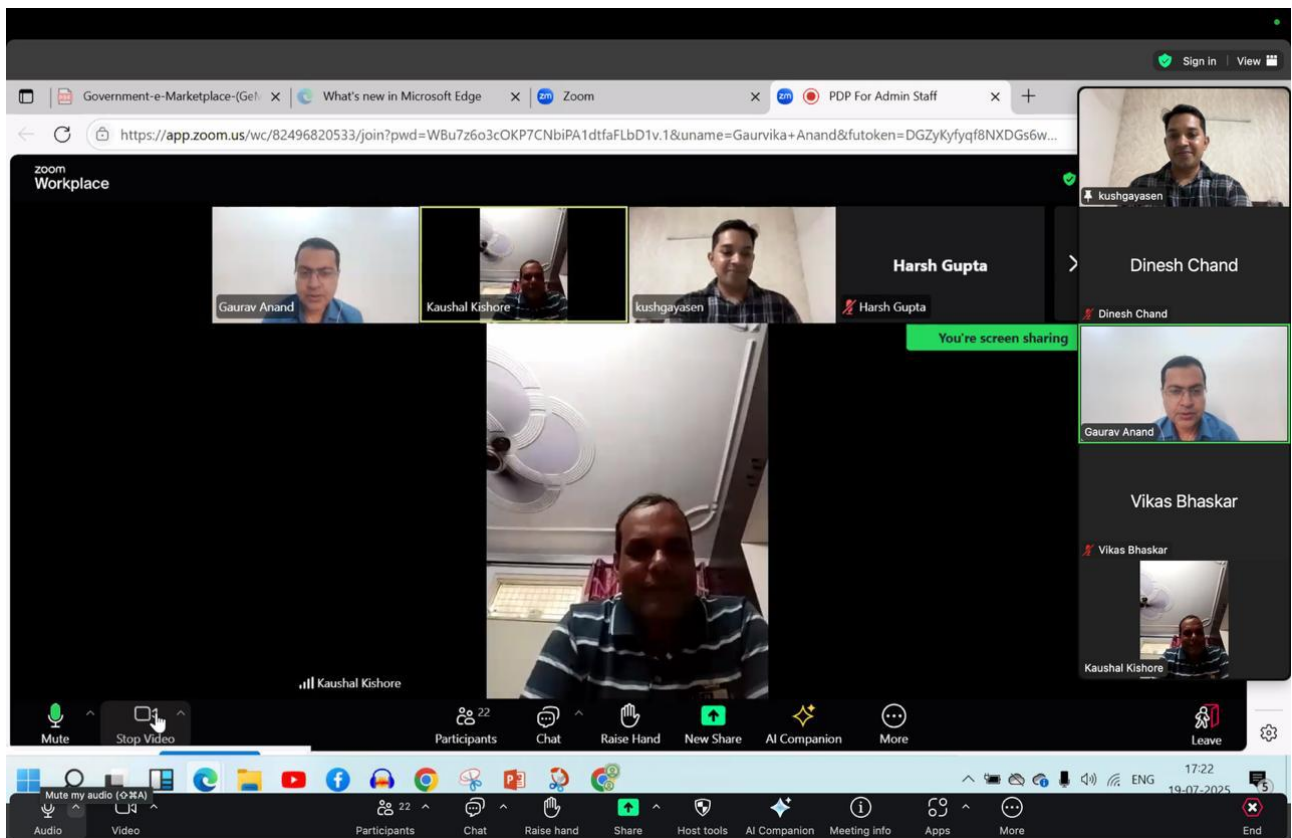 Sign in
View
Government-e-Marketplace-(GeM
What's new in Microsoft Edge
zm Zoom
zm PDP For Admin Staff
https://app.zoom.us/wc/82496820533/join?pwd=WBu7z6o3cOKP7CNbiPA1dtfaFLbD1v.1&uname=Gaurvika+Anand&futoken=DGZyKyfyqf8NXDGs6w...
zoom
Workplace
Gaurav Anand
Kaushal Kishore
kushgayasen
Harsh Gupta
Harsh Gupta
You're screen sharing
kushgayasen
Dinesh Chand
Dinesh Chand
Gaurav Anand
Vikas Bhaskar
Vikas Bhaskar
Kaushal Kishore
Kaushal Kishore
Mute
Stop Video
22
Participants
Chat
Raise Hand
New Share
AI Companion
More
Leave
ENG
17:22
19-07-2025
5
Mute my audio (⇧⌘A)
Audio
Video
22
Participants
Chat
Raise hand
Share
Host tools
AI Companion
Meeting info
Apps
More
End